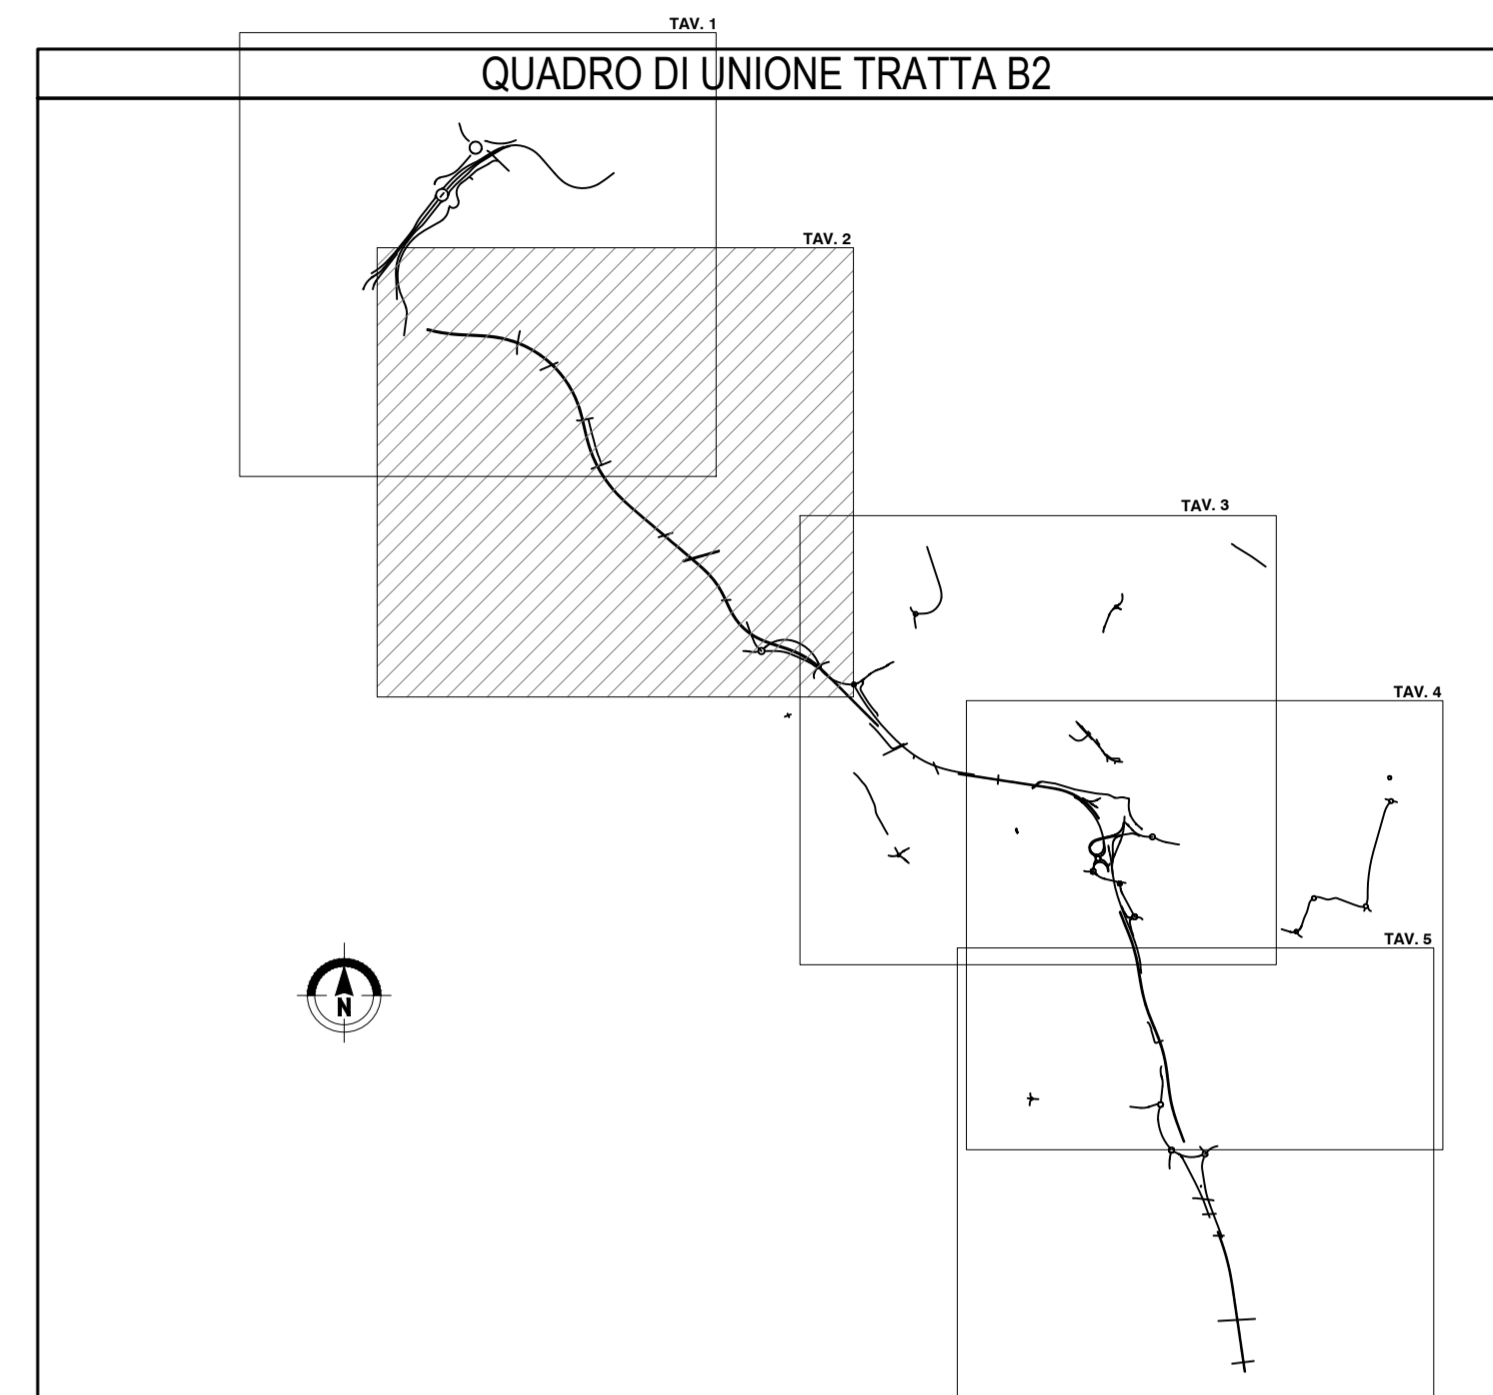 TAV. 1
QUADRO DI UNIONE TRATTA B2
TAV. 2
TAV. 3
TAV. 4
TAV. 5
N